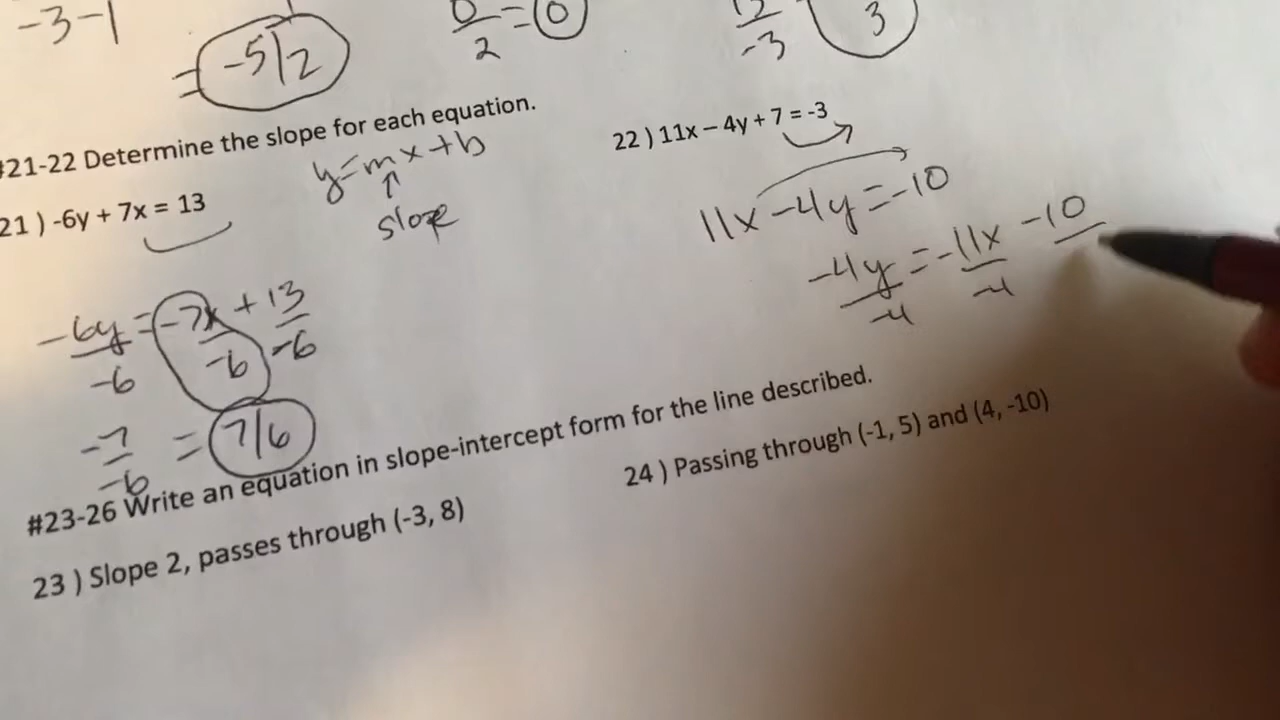 -3-1
= -5/2
0/2 = 0
12/-3
3
#21-22 Determine the slope for each equation.
y=mx+b
slope
21 ) -6y + 7x = 13
-6y/-6 = -7x/-6 + 13/-6
-7/-6 = 7/6
22 ) 11x – 4y + 7 = -3
11x -4y = -10
-4y/-4 = -11x/-4 -10
#23-26 Write an equation in slope-intercept form for the line described.
23 ) Slope 2, passes through (-3, 8)
24 ) Passing through (-1, 5) and (4, -10)